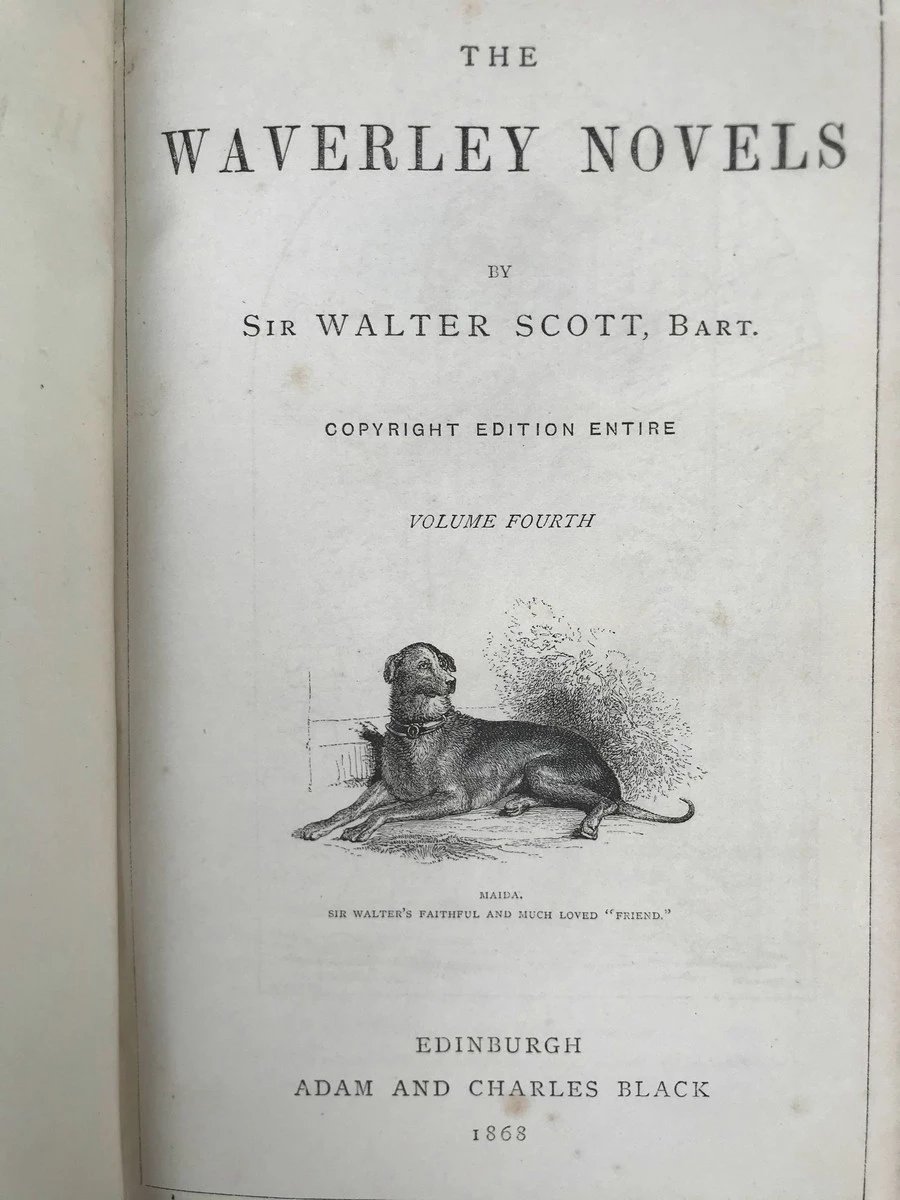 THE
WAVERLEY NOVELS
BY
SIR WALTER SCOTT, BART.
COPYRIGHT EDITION ENTIRE
VOLUME FOURTH
MAIDA.
SIR WALTER'S FAITHFUL AND MUCH LOVED "FRIEND."
EDINBURGH
ADAM AND CHARLES BLACK
1868